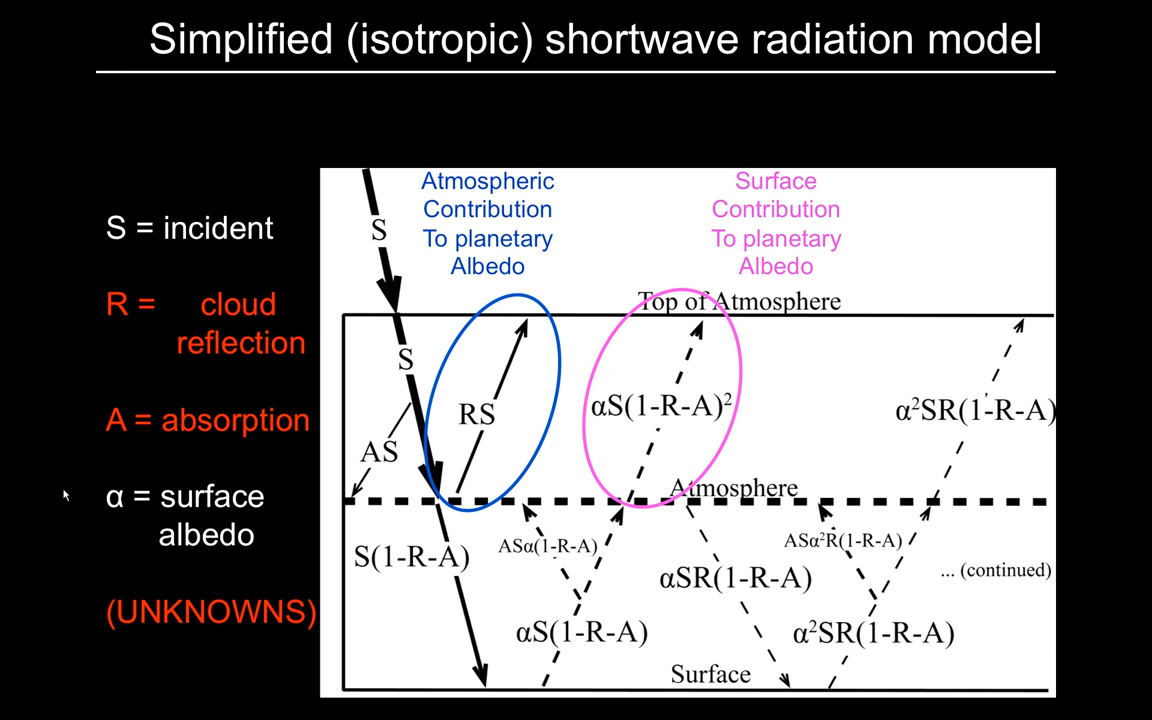 Simplified (isotropic) shortwave radiation model
S = incident
R = cloud
reflection
A = absorption
α = surface
albedo
(UNKNOWNS)
Atmospheric
Contribution
To planetary
Albedo
Surface
Contribution
To planetary
Albedo
S
Top of Atmosphere
S
RS
αS(1-R-A)²
α²SR(1-R-A)
AS
Atmosphere
S(1-R-A)
ASα(1-R-A)
αSR(1-R-A)
ASα²R(1-R-A)
... (continued)
αS(1-R-A)
α²SR(1-R-A)
Surface